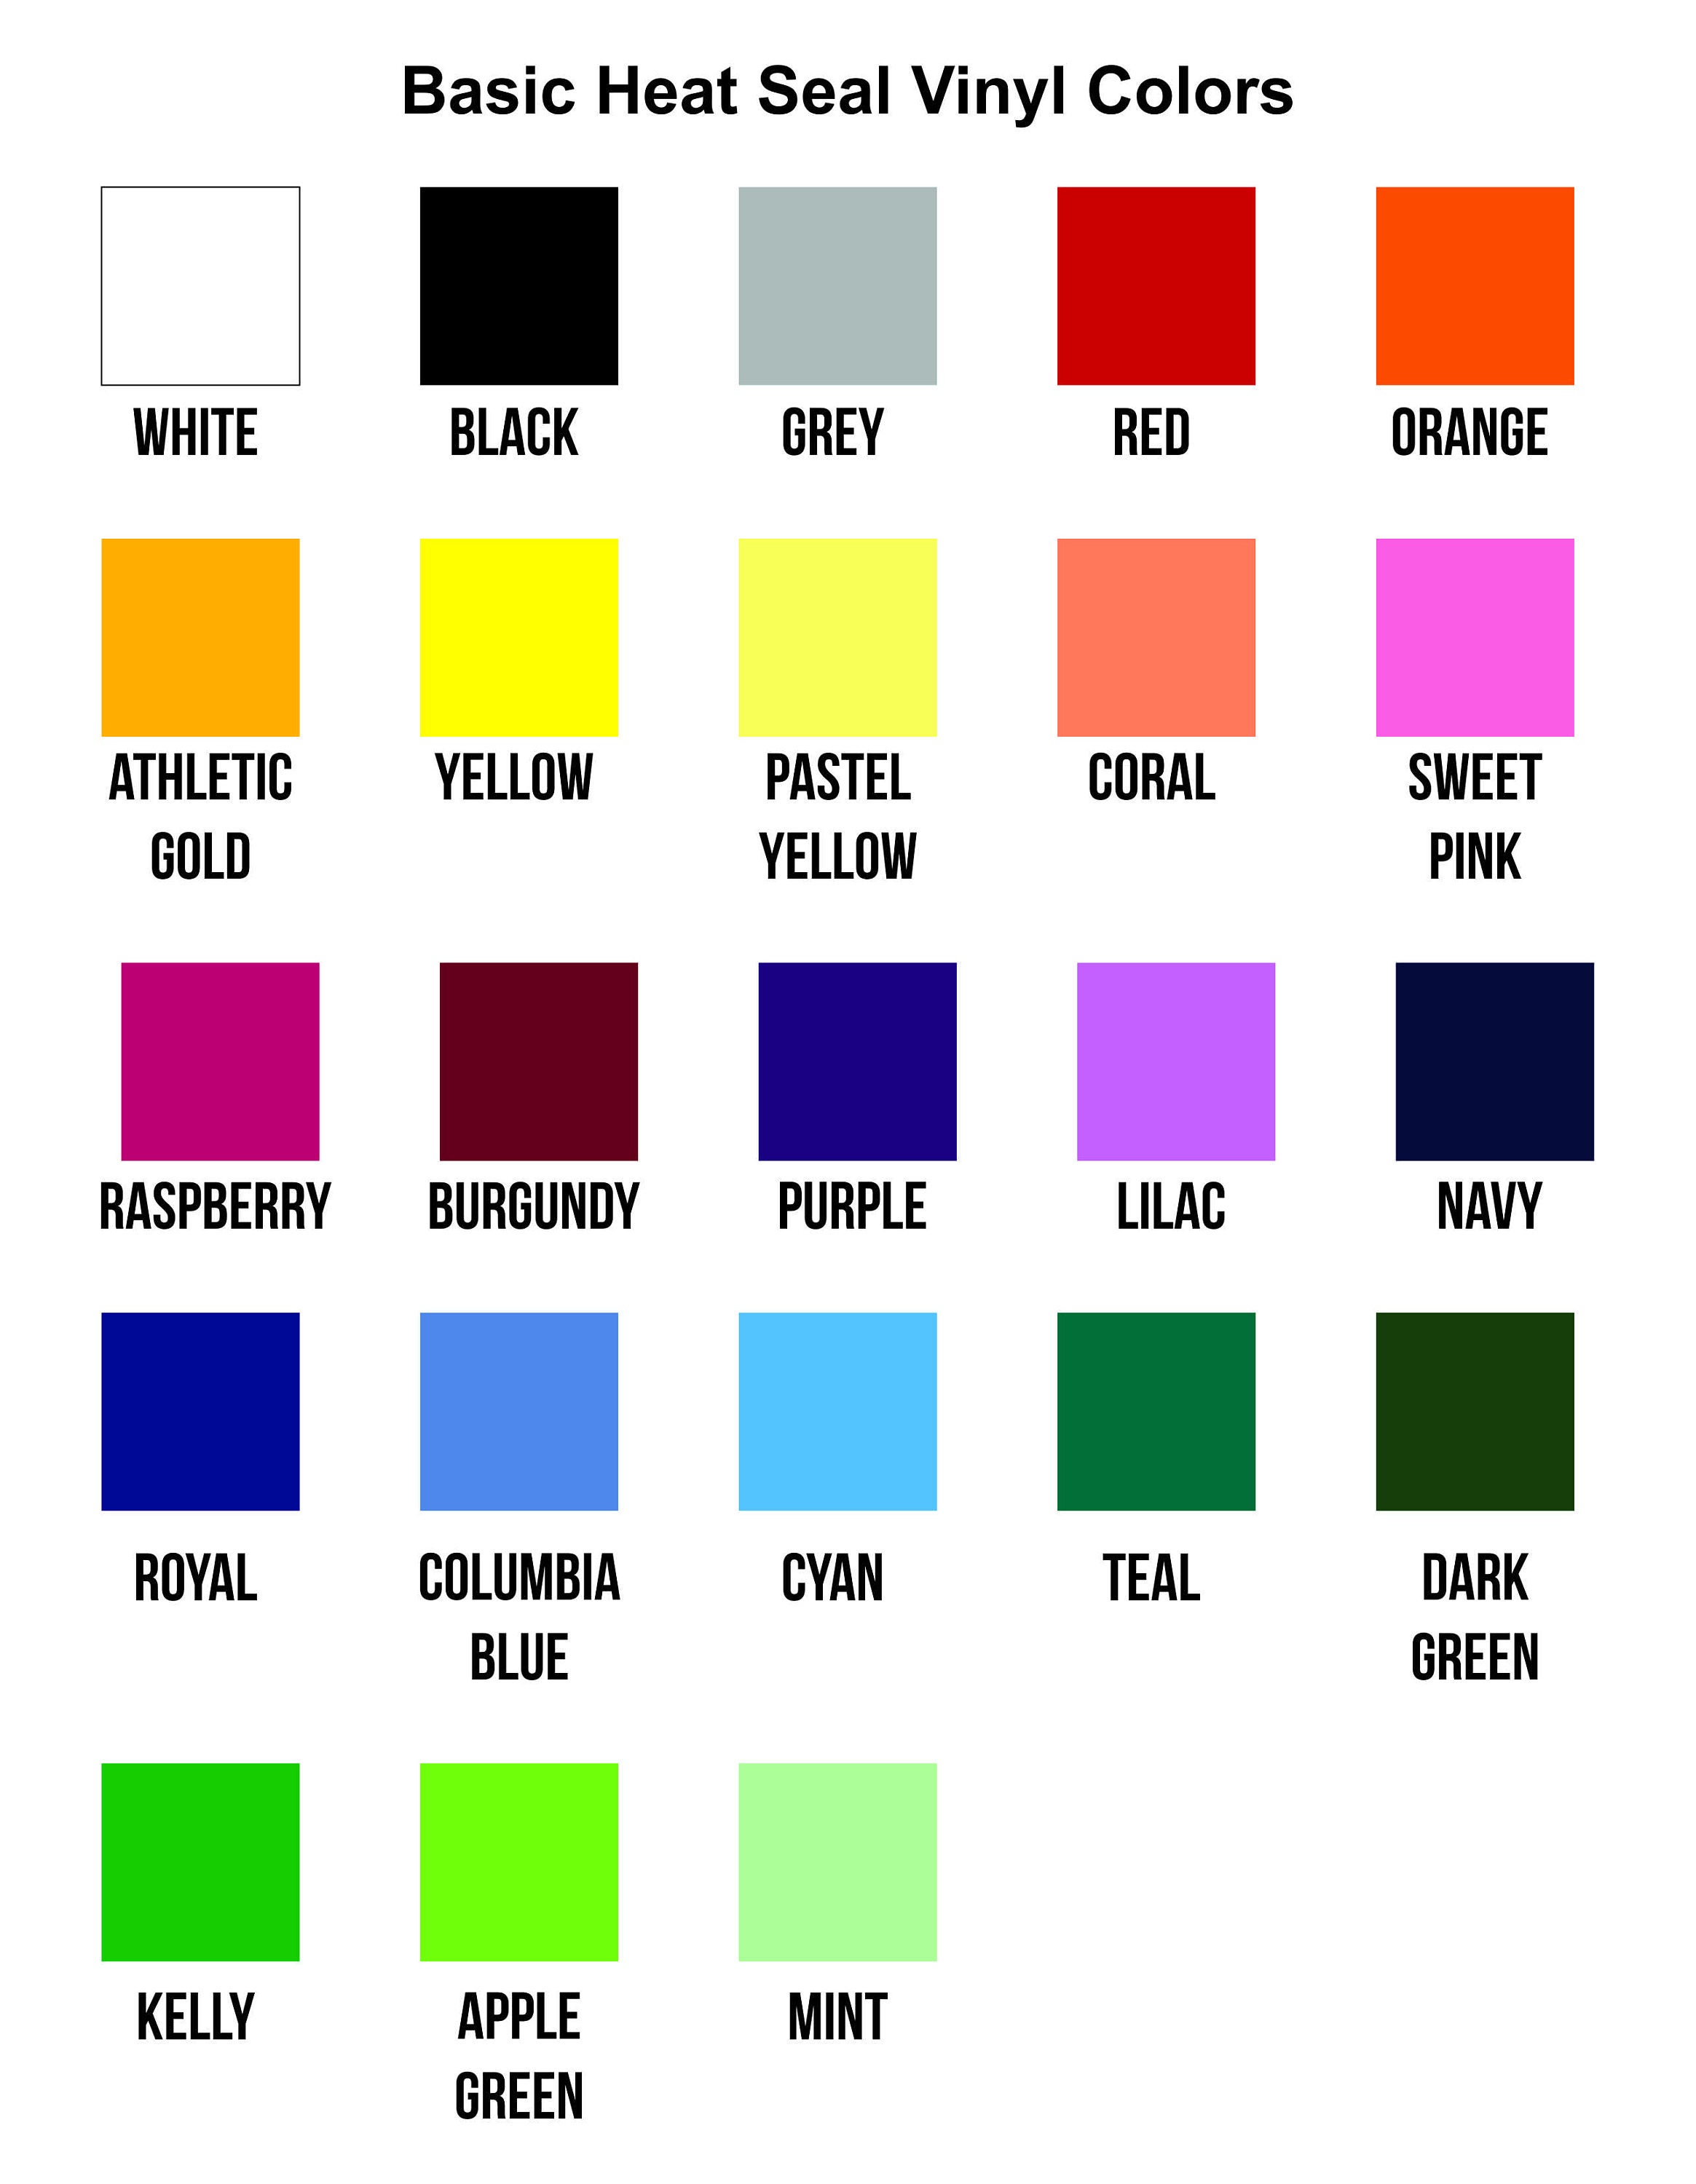 Basic Heat Seal Vinyl Colors
WHITE BLACK GREY RED ORANGE
ATHLETIC YELLOW PASTEL CORAL SWEET
GOLD YELLOW PINK
RASPBERRY BURGUNDY PURPLE LILAC NAVY
ROYAL COLUMBIA CYAN TEAL DARK
BLUE GREEN
KELLY APPLE MINT
GREEN